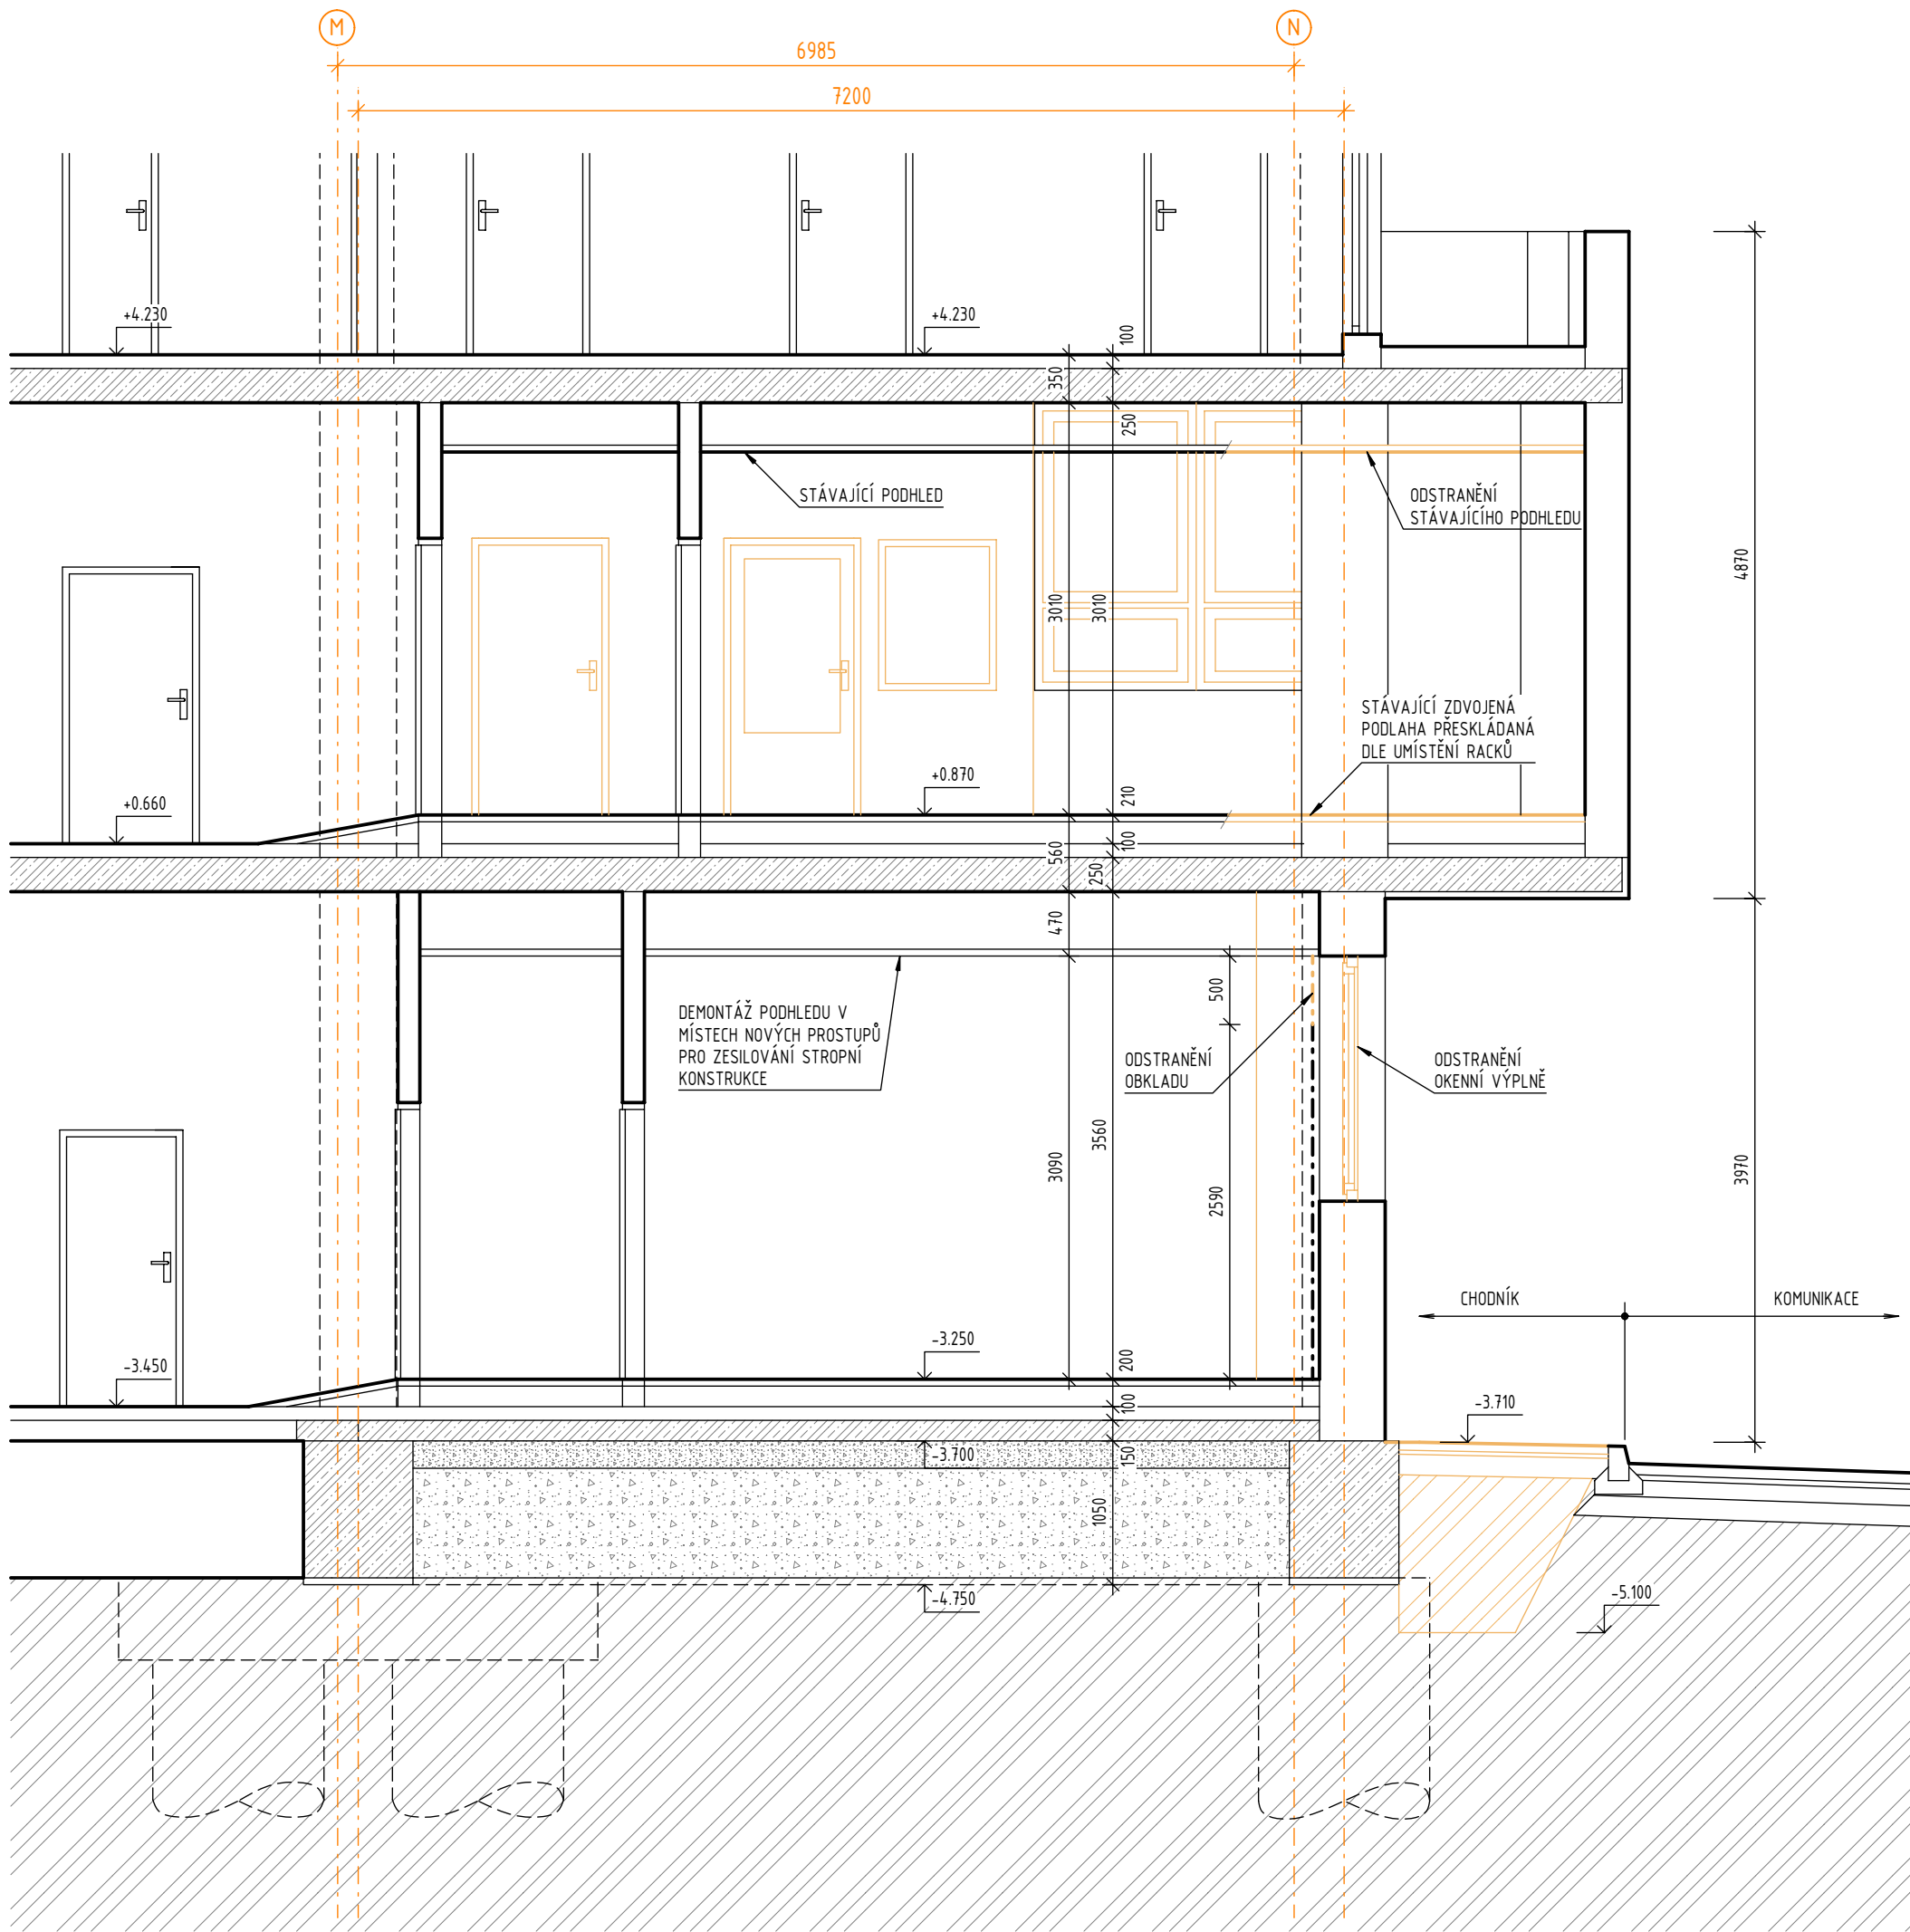 M
N
6985
7200
+4.230
+4.230
100
350
250
STÁVAJÍCÍ PODHLED
ODSTRANĚNÍ
STÁVAJÍCÍHO PODHLEDU
4870
3010
3010
STÁVAJÍCÍ ZDVOJENÁ
PODLAHA PŘESKLÁDANÁ
DLE UMÍSTĚNÍ RACKŮ
+0.660
+0.870
210
100
560
250
470
500
DEMONTÁŽ PODHLEDU V
MÍSTECH NOVÝCH PROSTUPŮ
PRO ZESILOVÁNÍ STROPNÍ
KONSTRUKCE
ODSTRANĚNÍ
OBKLADU
ODSTRANĚNÍ
OKENNÍ VÝPLNĚ
3090
3560
2590
3970
CHODNÍK
KOMUNIKACE
-3.450
-3.250
200
100
-3.710
-3.700
150
1050
-4.750
-5.100